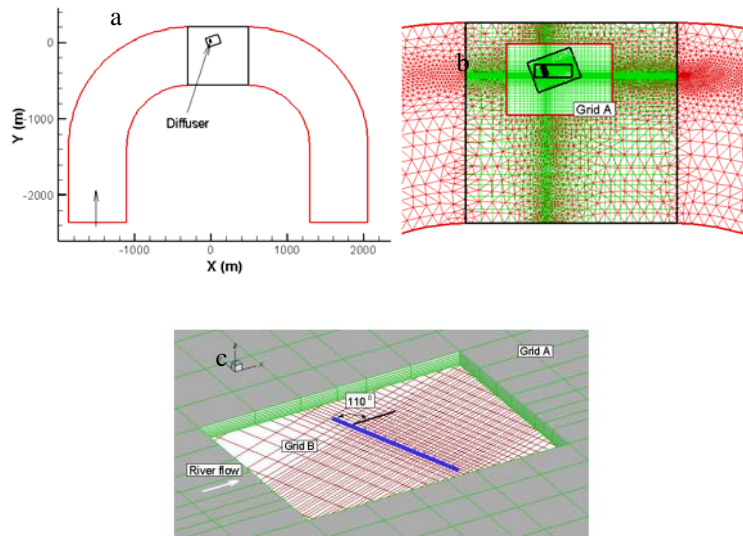 a
0
-1000
-2000
Y (m)
Diffuser
-1000
0
1000
2000
X (m)
b
Grid A
c
z
x
Grid A
110°
Grid B
River flow